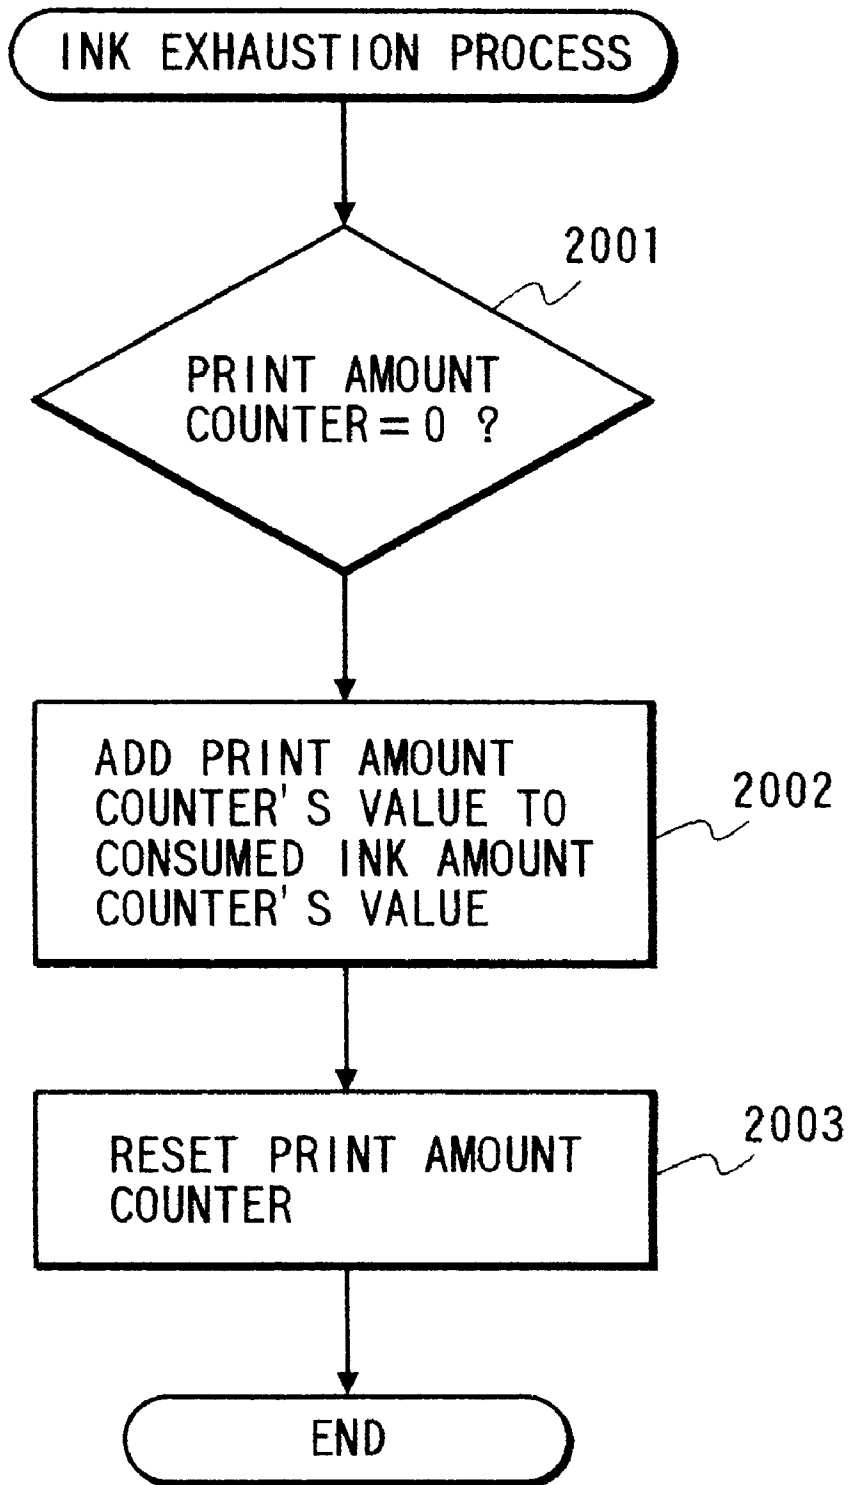 INK EXHAUSTION PROCESS
2001
PRINT AMOUNT
COUNTER = 0 ?
ADD PRINT AMOUNT
COUNTER'S VALUE TO
CONSUMED INK AMOUNT
COUNTER'S VALUE
2002
RESET PRINT AMOUNT
COUNTER
2003
END